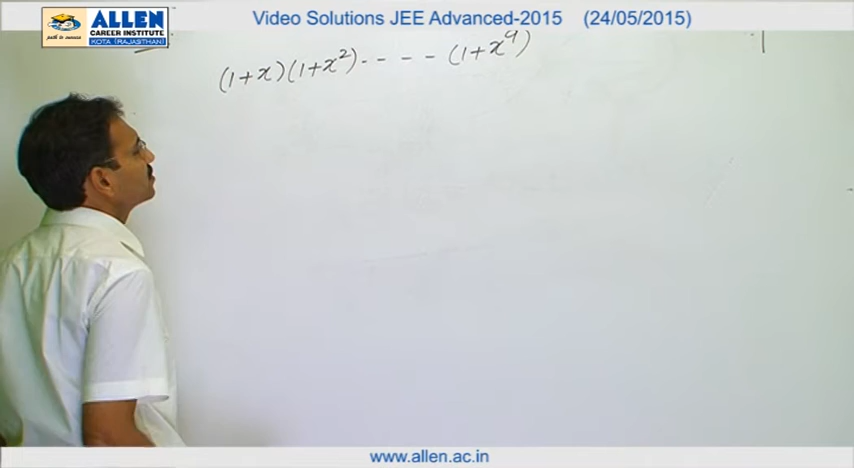 Video Solutions JEE Advanced-2015 (24/05/2015)
ALLEN
CAREER INSTITUTE
path to success
KOTA (RAJASTHAN)
(1+x)(1+x²)----(1+x⁹)
www.allen.ac.in